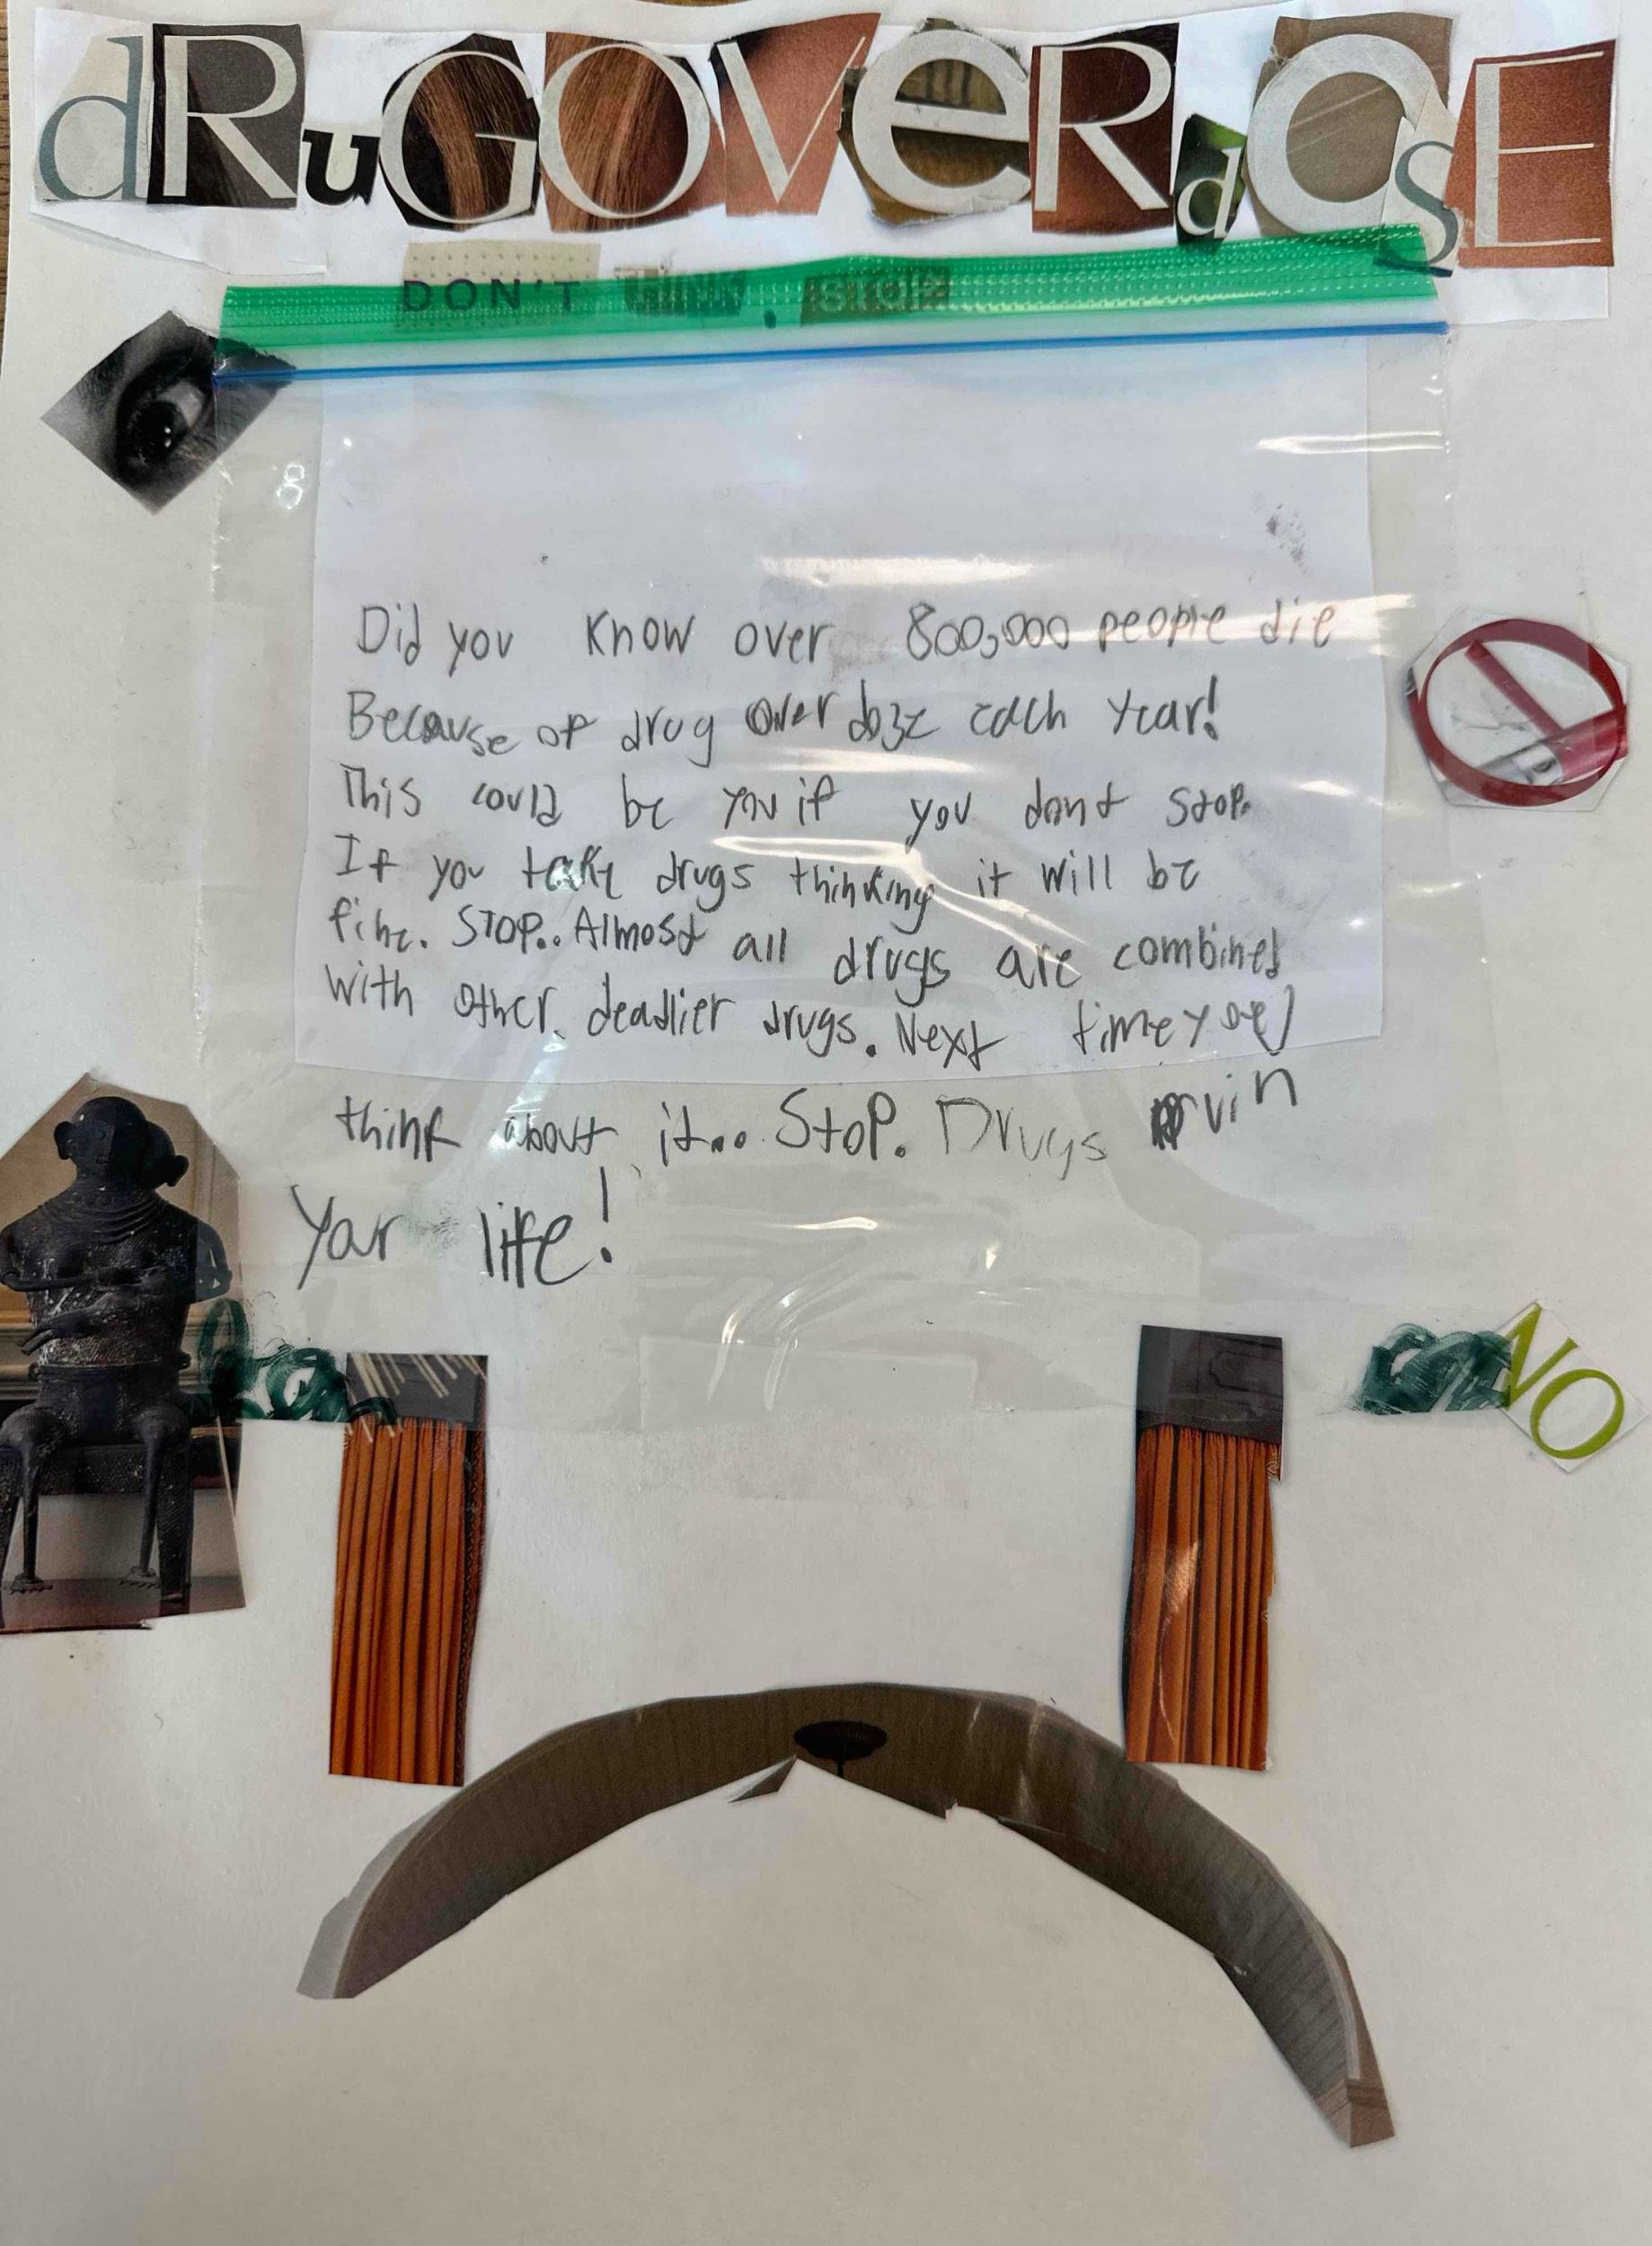 dRuGOVeRdOsE
DON'T THINK STOP
Did you know over 800,000 people die
Because of drug over doze each year!
This could be you if you dont stop.
If you take drugs thinking it will be
fine. STOP.. Almost all drugs are combined
with other deadlier drugs. Next time you
think about it... Stop. Drugs ruin
Your life!
NO